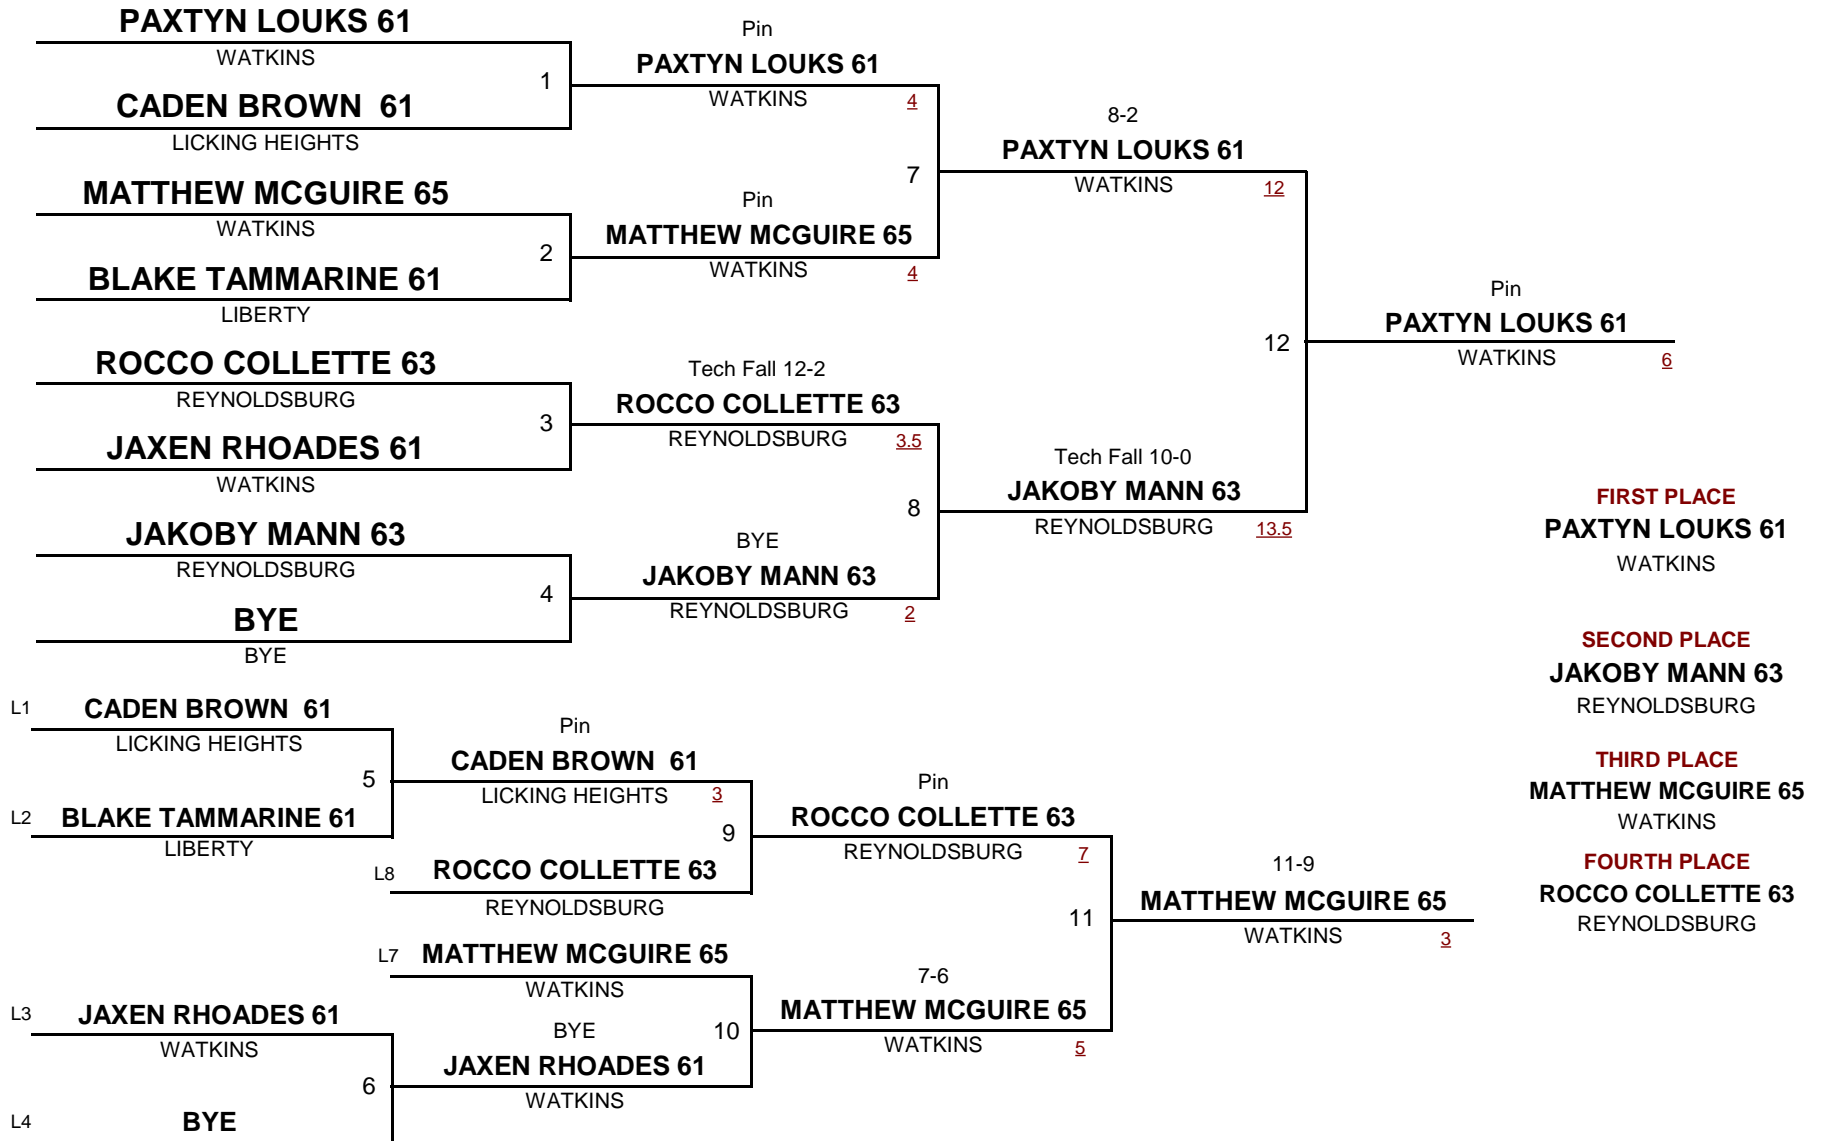 PAXTYN LOUKS 61
WATKINS
1
CADEN BROWN  61
LICKING HEIGHTS
Pin
PAXTYN LOUKS 61
WATKINS 4
MATTHEW MCGUIRE 65
WATKINS
2
BLAKE TAMMARINE 61
LIBERTY
Pin
MATTHEW MCGUIRE 65
WATKINS 4
7
8-2
PAXTYN LOUKS 61
WATKINS 12
ROCCO COLLETTE 63
REYNOLDSBURG
3
JAXEN RHOADES 61
WATKINS
Tech Fall 12-2
ROCCO COLLETTE 63
REYNOLDSBURG 3.5
JAKOBY MANN 63
REYNOLDSBURG
4
BYE
BYE
BYE
JAKOBY MANN 63
REYNOLDSBURG 2
8
Tech Fall 10-0
JAKOBY MANN 63
REYNOLDSBURG 13.5
12
Pin
PAXTYN LOUKS 61
WATKINS 6
FIRST PLACE
PAXTYN LOUKS 61
WATKINS
SECOND PLACE
JAKOBY MANN 63
REYNOLDSBURG
THIRD PLACE
MATTHEW MCGUIRE 65
WATKINS
FOURTH PLACE
ROCCO COLLETTE 63
REYNOLDSBURG
L1 CADEN BROWN  61
LICKING HEIGHTS
5
L2 BLAKE TAMMARINE 61
LIBERTY
Pin
CADEN BROWN  61
LICKING HEIGHTS 3
9
L8 ROCCO COLLETTE 63
REYNOLDSBURG
Pin
ROCCO COLLETTE 63
REYNOLDSBURG 7
L7 MATTHEW MCGUIRE 65
WATKINS
L3 JAXEN RHOADES 61
WATKINS
6
L4 BYE
BYE
JAXEN RHOADES 61
WATKINS
10
7-6
MATTHEW MCGUIRE 65
WATKINS 5
11
11-9
MATTHEW MCGUIRE 65
WATKINS 3